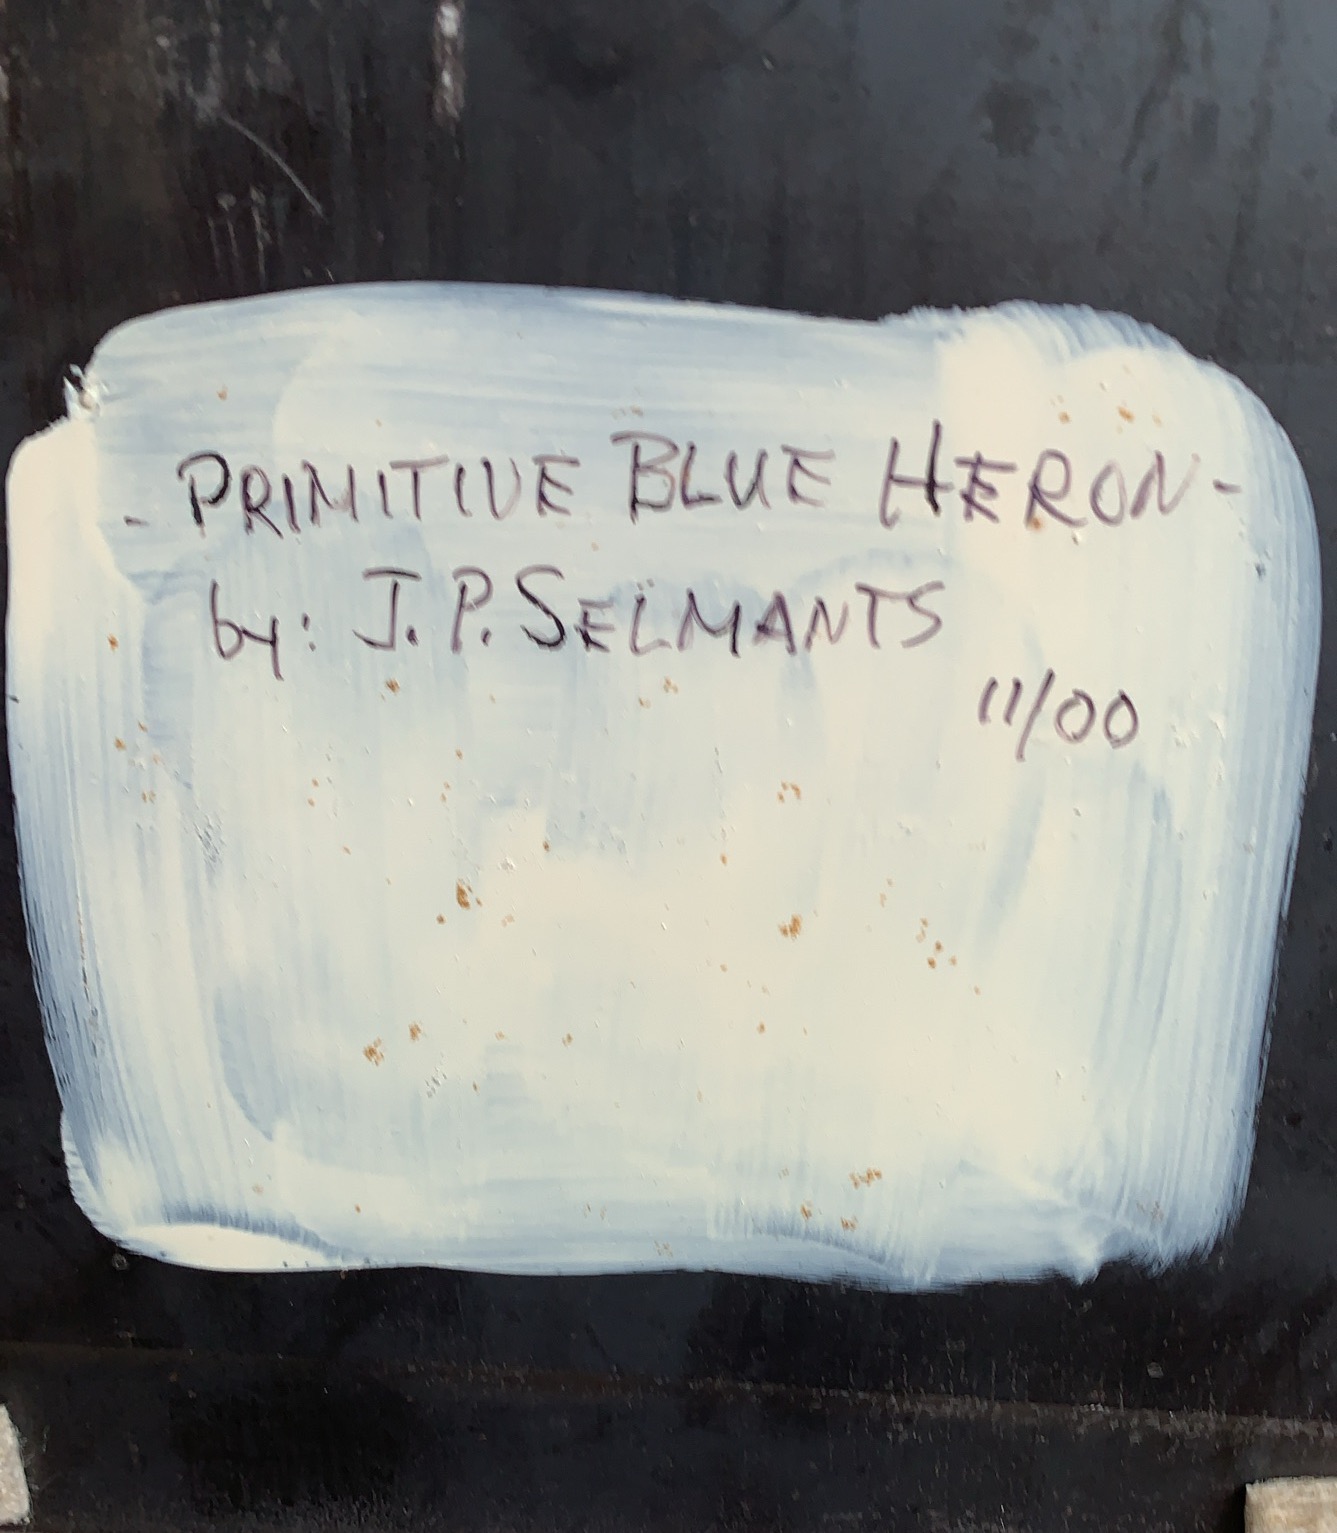 - PRIMITIVE BLUE HERON -
by: J.P. SELMANTS
11/00